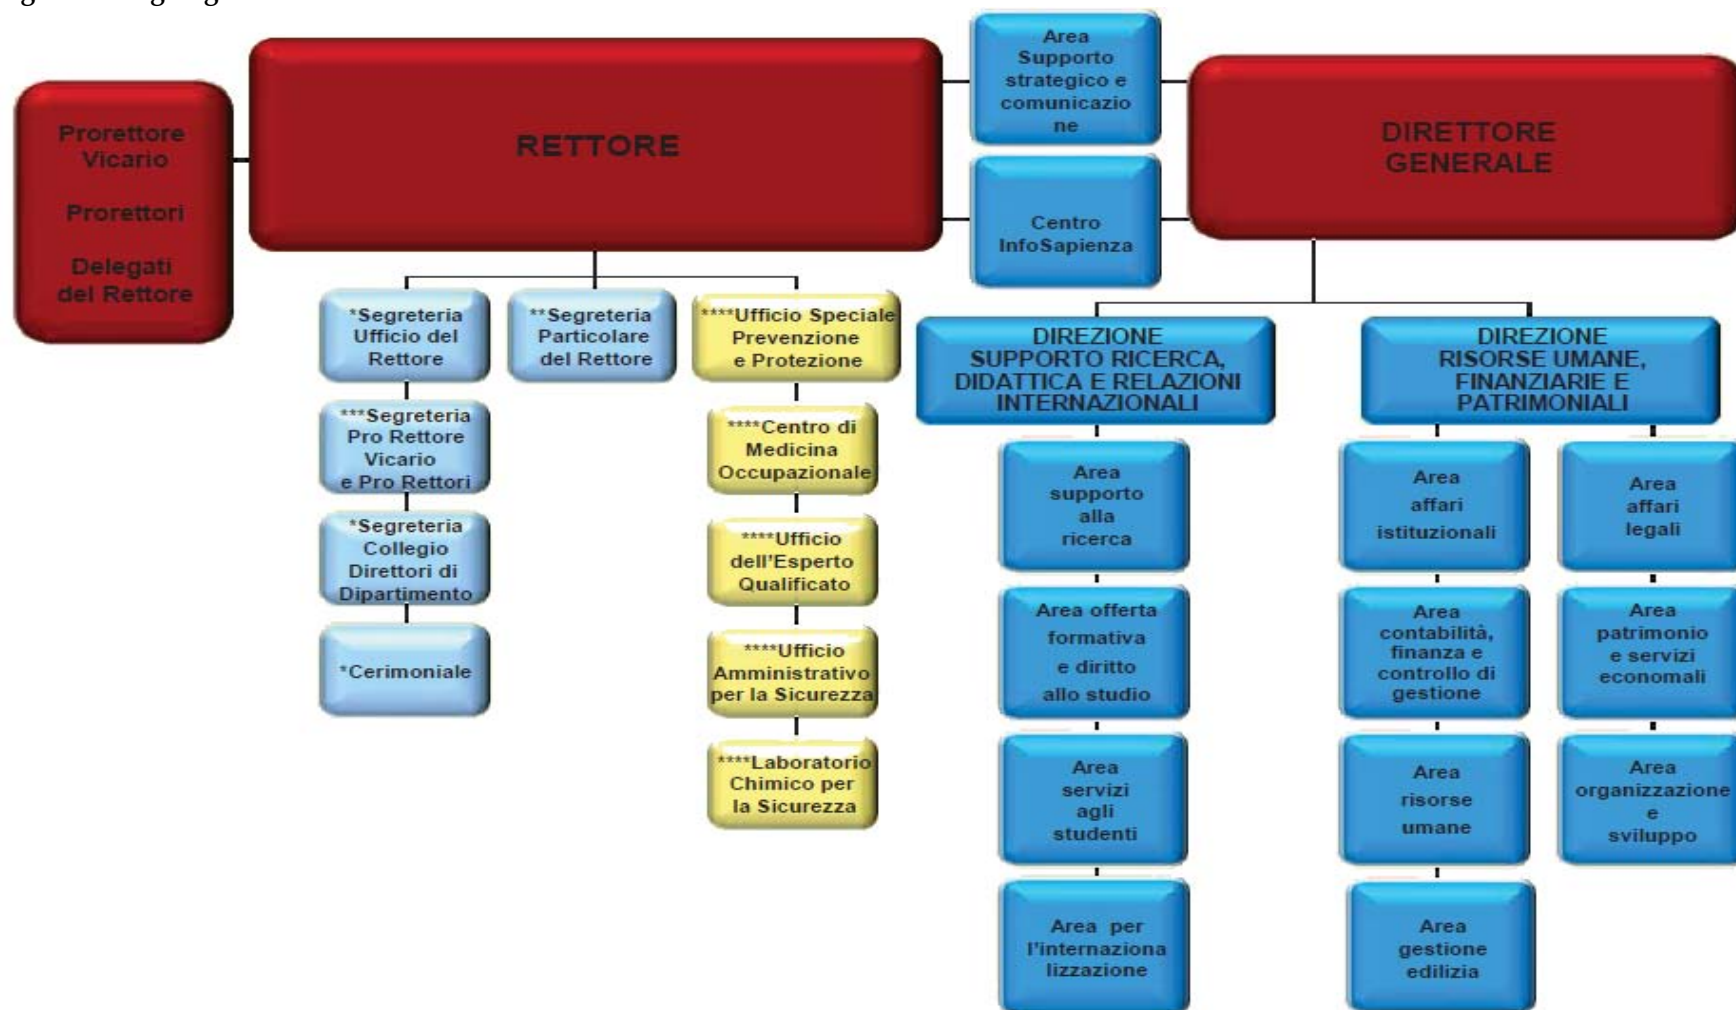 Prorettore
Vicario
Prorettori
Delegati
del Rettore
RETTORE
Area
Supporto
strategico e
comunicazio
ne
Centro
InfoSapienza
DIRETTORE
GENERALE
*Segreteria
Ufficio del
Rettore
***Segreteria
Pro Rettore
Vicario
e Pro Rettori
*Segreteria
Collegio
Direttori di
Dipartimento
*Cerimoniale
**Segreteria
Particolare
del Rettore
****Ufficio Speciale
Prevenzione
e Protezione
****Centro di
Medicina
Occupazionale
****Ufficio
dell'Esperto
Qualificato
****Ufficio
Amministrativo
per la Sicurezza
****Laboratorio
Chimico per
la Sicurezza
DIREZIONE
SUPPORTO RICERCA,
DIDATTICA E RELAZIONI
INTERNAZIONALI
Area
supporto
alla
ricerca
Area offerta
formativa
e diritto
allo studio
Area
servizi
agli
studenti
Area per
l'internaziona
lizzazione
DIREZIONE
RISORSE UMANE,
FINANZIARIE E
PATRIMONIALI
Area
affari
istituzionali
Area
contabilità,
finanza e
controllo di
gestione
Area
risorse
umane
Area
gestione
edilizia
Area
affari
legali
Area
patrimonio
e servizi
economali
Area
organizzazione
e
sviluppo